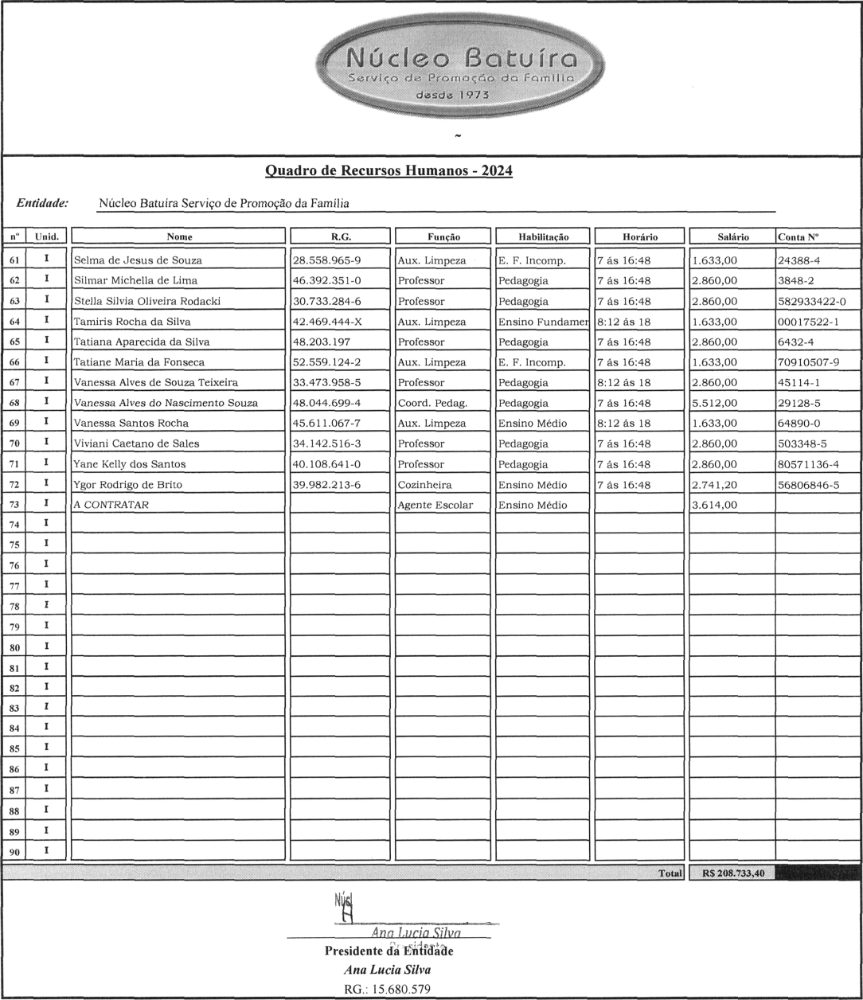 Núcleo Batuíra
Serviço de Promoção da Família
desde 1973
~
Quadro de Recursos Humanos - 2024
Entidade: Núcleo Batuíra Serviço de Promoção da Família
nº Unid. Nome R.G. Função Habilitação Horário Salário Conta Nº
61 I Selma de Jesus de Souza 28.558.965-9 Aux. Limpeza E. F. Incomp. 7 ás 16:48 1.633,00 24388-4
62 I Silmar Michella de Lima 46.392.351-0 Professor Pedagogia 7 ás 16:48 2.860,00 3848-2
63 I Stella Silvia Oliveira Rodacki 30.733.284-6 Professor Pedagogia 7 ás 16:48 2.860,00 582933422-0
64 I Tamiris Rocha da Silva 42.469.444-X Aux. Limpeza Ensino Fundamer 8:12 ás 18 1.633,00 00017522-1
65 I Tatiana Aparecida da Silva 48.203.197 Professor Pedagogia 7 ás 16:48 2.860,00 6432-4
66 I Tatiane Maria da Fonseca 52.559.124-2 Aux. Limpeza E. F. Incomp. 7 ás 16:48 1.633,00 70910507-9
67 I Vanessa Alves de Souza Teixeira 33.473.958-5 Professor Pedagogia 8:12 ás 18 2.860,00 45114-1
68 I Vanessa Alves do Nascimento Souza 48.044.699-4 Coord. Pedag. Pedagogia 7 ás 16:48 5.512,00 29128-5
69 I Vanessa Santos Rocha 45.611.067-7 Aux. Limpeza Ensino Médio 8:12 ás 18 1.633,00 64890-0
70 I Viviani Caetano de Sales 34.142.516-3 Professor Pedagogia 7 ás 16:48 2.860,00 503348-5
71 I Yane Kelly dos Santos 40.108.641-0 Professor Pedagogia 7 ás 16:48 2.860,00 80571136-4
72 I Ygor Rodrigo de Brito 39.982.213-6 Cozinheira Ensino Médio 7 ás 16:48 2.741,20 56806846-5
73 I A CONTRATAR Agente Escolar Ensino Médio 3.614,00
74 I
75 I
76 I
77 I
78 I
79 I
80 I
81 I
82 I
83 I
84 I
85 I
86 I
87 I
88 I
89 I
90 I
Total R$ 208.733,40
Ana Lucia Silva
Presidente da Entidade
Ana Lucia Silva
RG.: 15.680.579